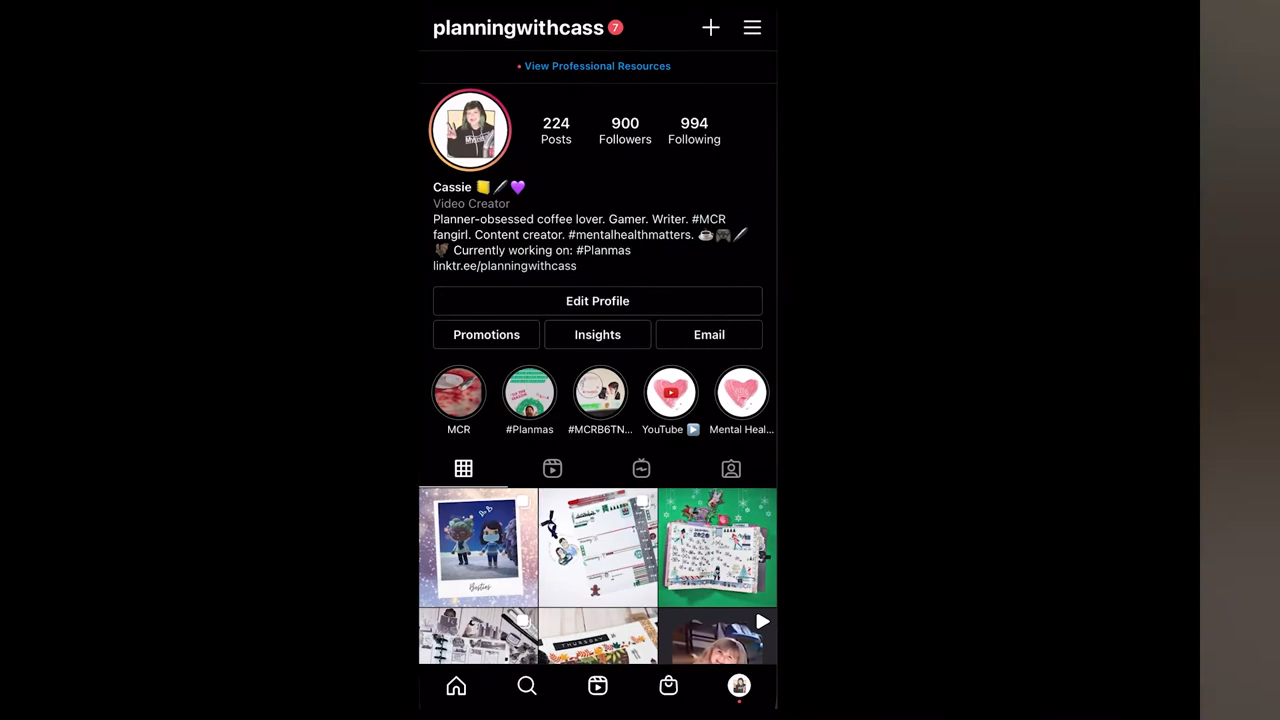 planningwithcass 7
• View Professional Resources
224 900 994
Posts Followers Following
Cassie 📒🖋💜
Video Creator
Planner-obsessed coffee lover. Gamer. Writer. #MCR
fangirl. Content creator. #mentalhealthmatters. ☕🎮🖋
🐿 Currently working on: #Planmas
linktr.ee/planningwithcass
Edit Profile
Promotions Insights Email
MCR #Planmas #MCRB6TN... YouTube ▶️ Mental Heal...
Besties
2020
THURSDAY